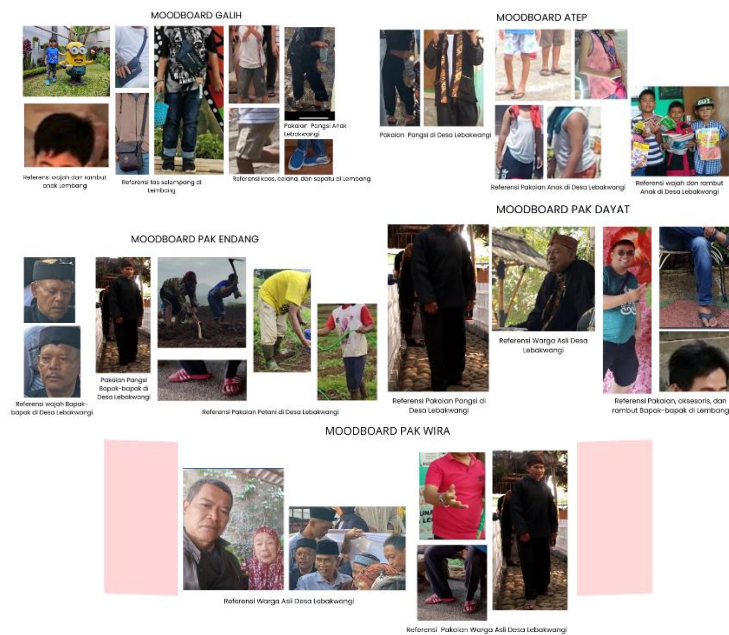 MOODBOARD GALIH
Referensi wajah dan rambut
anak Lembang
Referensi tas selempang di
Lembang
Referensi kaos, celana, dan sepatu di Lembang
Pakaian Pangsi Anak
Lebakwangi
MOODBOARD ATEP
Pakaian Pangsi di Desa Lebakwangi
Referensi Pakaian Anak di Desa Lebakwangi
Referensi wajah dan rambut
Anak di Desa Lebakwangi
MOODBOARD PAK ENDANG
Referensi wajah Bapak-
bapak di Desa Lebakwangi
Pakaian Pangsi
Bapak-bapak di
Desa Lebakwangi
Referensi Pakaian Petani di Desa Lebakwangi
MOODBOARD PAK DAYAT
Referensi Pakaian Pangsi di
Desa Lebakwangi
Referensi Warga Asli Desa
Lebakwangi
Referensi Pakaian, aksesoris, dan
rambut Bapak-bapak di Lembang
MOODBOARD PAK WIRA
Referensi Warga Asli Desa Lebakwangi
Referensi Pakaian Warga Asli Desa Lebakwangi